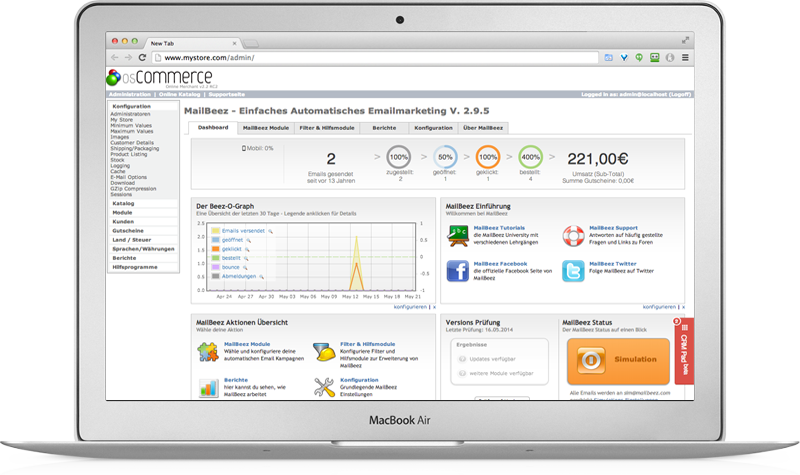 New Tab
www.mystore.com/admin/
osCommerce
Online Merchant v2.3 RC2
Administration | Online Katalog | Supportseite
Logged in as: admin@localhost (Logoff)
Konfiguration
Administratoren
My Store
Minimum Values
Maximum Values
Images
Customer Details
Shipping/Packaging
Product Listing
Stock
Logging
Cache
E-Mail Options
Download
GZip Compression
Sessions
Katalog
Module
Kunden
Gutscheine
Land / Steuer
Sprachen/Währungen
Berichte
Hilfsprogramme
MailBeez - Einfaches Automatisches Emailmarketing V. 2.9.5
Dashboard
MailBeez Module
Filter & Hilfsmodule
Berichte
Konfiguration
Über MailBeez
Mobil: 0%
2
Emails gesendet
seit vor 13 Jahren
>
100%
zugestellt:
2
>
50%
geöffnet:
1
>
100%
geklickt:
1
>
400%
bestellt:
4
>
221,00€
Umsatz (Sub-Total)
Summe Gutscheine: 0,00€
Der Beez-O-Graph
Eine Übersicht der letzten 30 Tage - Legende anklicken für Details
2.5
2.0
1.5
1.0
0.5
0.0
Emails versendet
geöffnet
geklickt
bestellt
bounce
Abmeldungen
1
0.5
0
-0.5
-1
Apr 24
Apr 27
Apr 30
May 03
May 06
May 09
May 12
May 15
May 18
May 21
konfigurieren | x
MailBeez Einführung
Willkommen bei MailBeez
MailBeez Tutorials
die MailBeez University mit
verschiedenen Lehrgängen
MailBeez Support
Antworten auf häufig gestellte
Fragen und Links zu Foren
MailBeez Facebook
die offizielle Facebook Seite von
MailBeez
MailBeez Twitter
Folge MailBeez auf Twitter
konfigurieren | x
MailBeez Aktionen Übersicht
Wähle deine Aktion
MailBeez Module
Wähle und konfiguriere deine
automatischen Email Kampagnen
Filter & Hilfsmodule
Konfiguriere Filter und
Hilfsmodule zur Erweiterung von
MailBeez
Berichte
hier kannst du sehen, wie
MailBeez arbeitet
Konfiguration
Grundlegende MailBeez
Einstellungen
Versions Prüfung
Letzte Prüfung: 16.05.2014
Ergebnisse
Updates verfügbar
weitere Module verfügbar
MailBeez Status
Der MailBeez Status auf einen Blick
Simulation
Alle Emails werden an sim@mailbeez.com
CRM Pad beta
MacBook Air